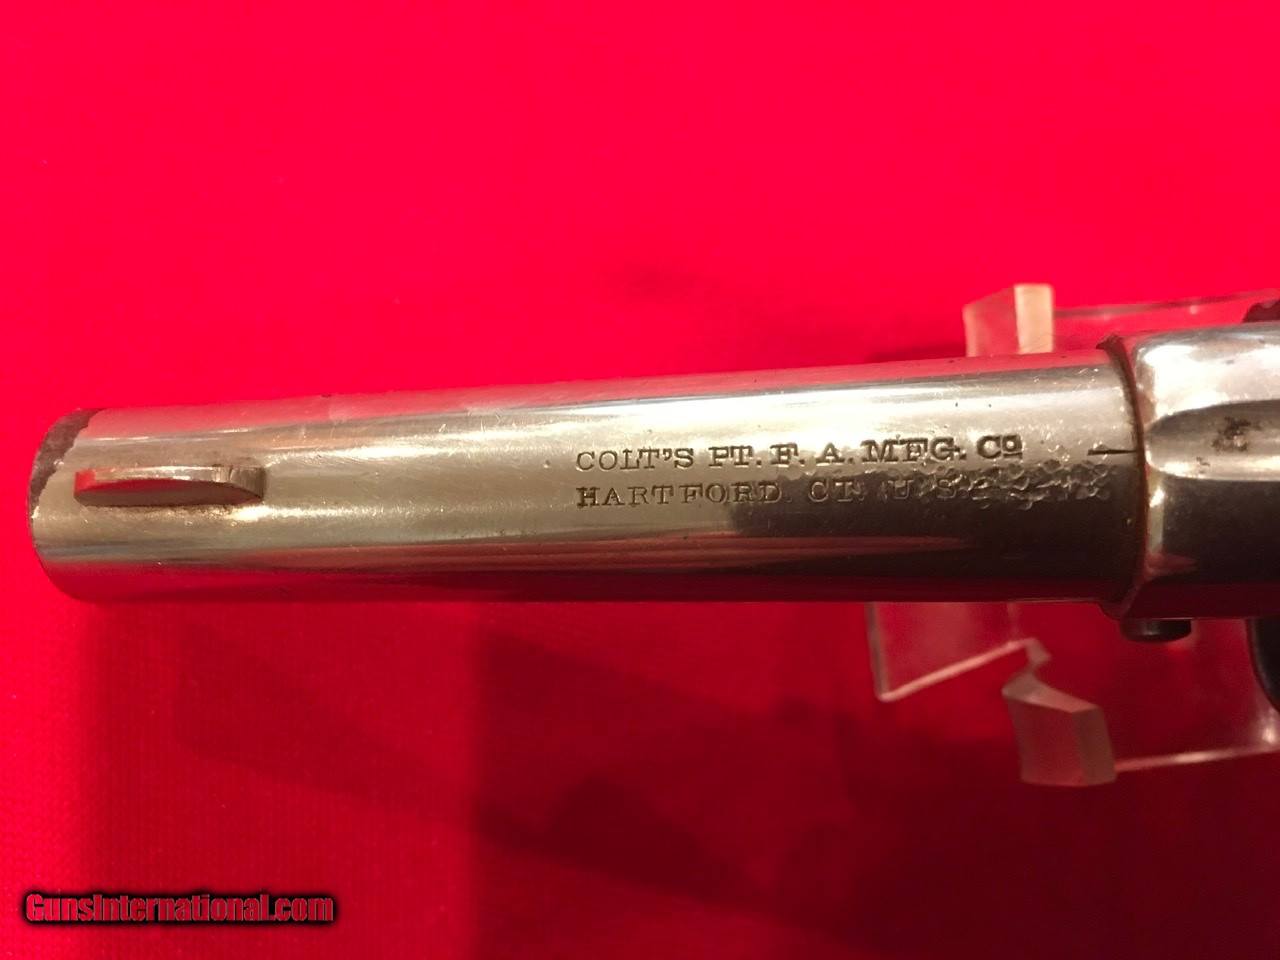 COLT'S PT. F. A. MFG. Co
HARTFORD. CT. U. S. A.
GunsInternational.com